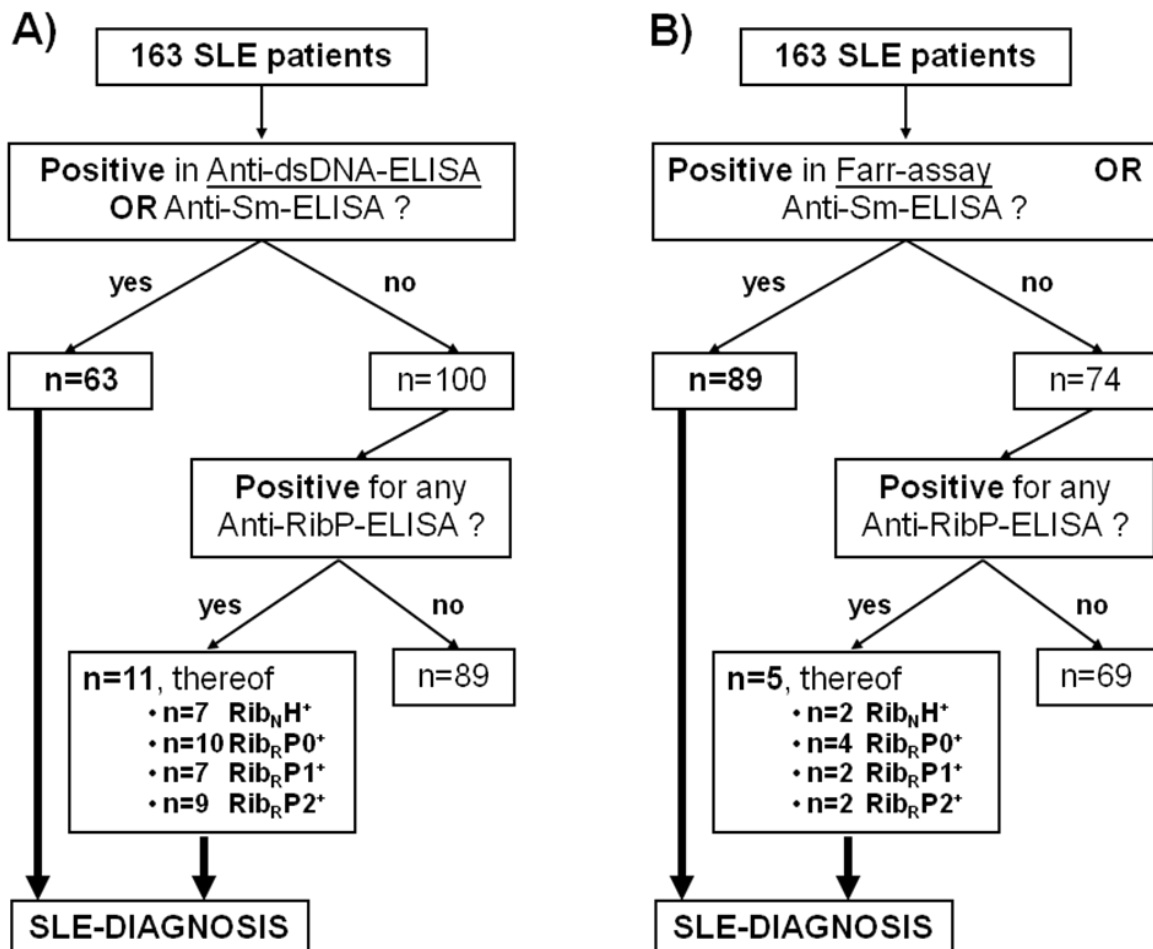 A)
163 SLE patients
Positive in Anti-dsDNA-ELISA
OR Anti-Sm-ELISA ?
yes
no
n=63
n=100
Positive for any
Anti-RibP-ELISA ?
yes
no
n=11, thereof
• n=7 RibNH+
• n=10 RibRP0+
• n=7 RibRP1+
• n=9 RibRP2+
n=89
SLE-DIAGNOSIS
B)
163 SLE patients
Positive in Farr-assay OR
Anti-Sm-ELISA ?
yes
no
n=89
n=74
Positive for any
Anti-RibP-ELISA ?
yes
no
n=5, thereof
• n=2 RibNH+
• n=4 RibRP0+
• n=2 RibRP1+
• n=2 RibRP2+
n=69
SLE-DIAGNOSIS